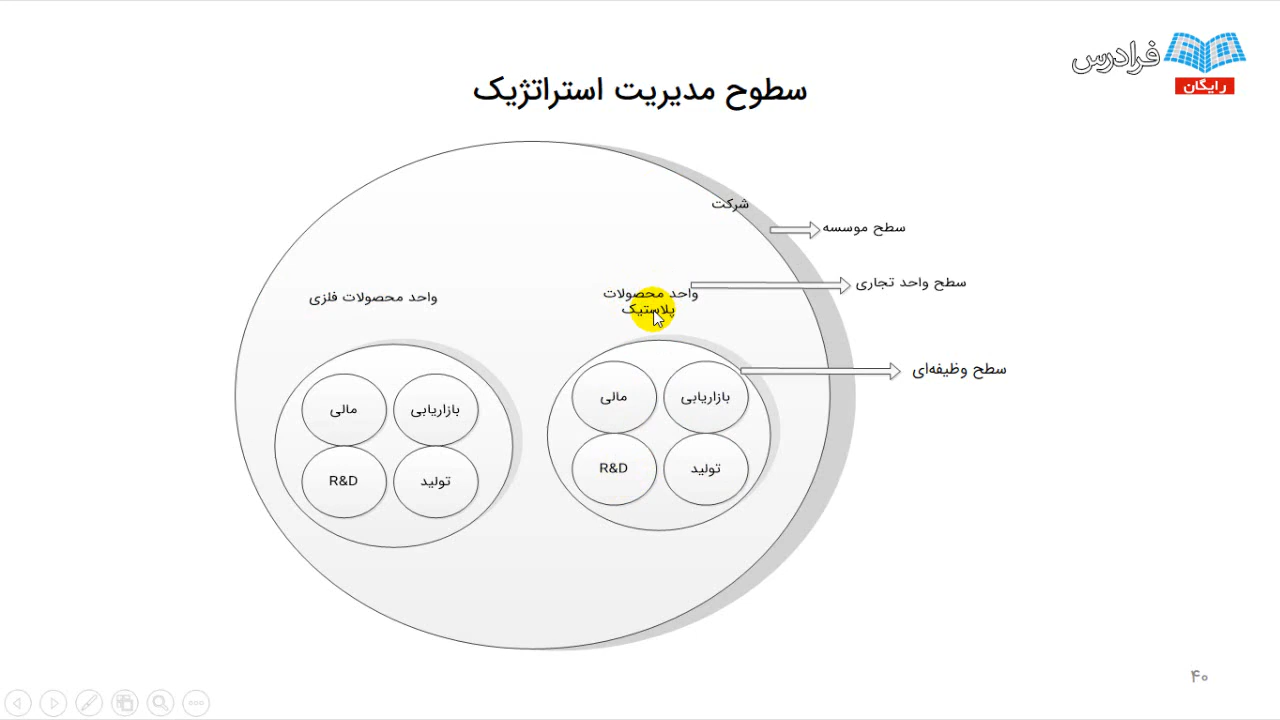 فرادرس
رایگان
سطوح مدیریت استراتژیک
شرکت
سطح موسسه
سطح واحد تجاری
واحد محصولات
پلاستیک
واحد محصولات فلزی
سطح وظیفه‌ای
بازاریابی
مالی
تولید
R&D
بازاریابی
مالی
تولید
R&D
۴۰